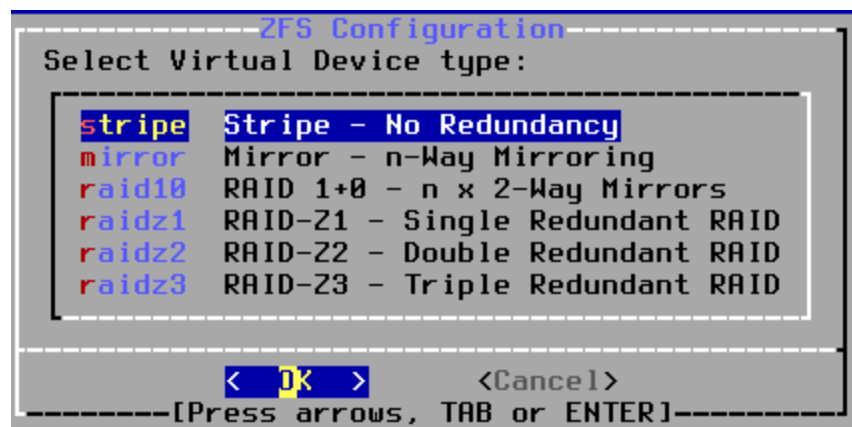 ZFS Configuration
Select Virtual Device type:
stripe Stripe - No Redundancy
mirror Mirror - n-Way Mirroring
raid10 RAID 1+0 - n x 2-Way Mirrors
raidz1 RAID-Z1 - Single Redundant RAID
raidz2 RAID-Z2 - Double Redundant RAID
raidz3 RAID-Z3 - Triple Redundant RAID
< OK > <Cancel>
[Press arrows, TAB or ENTER]